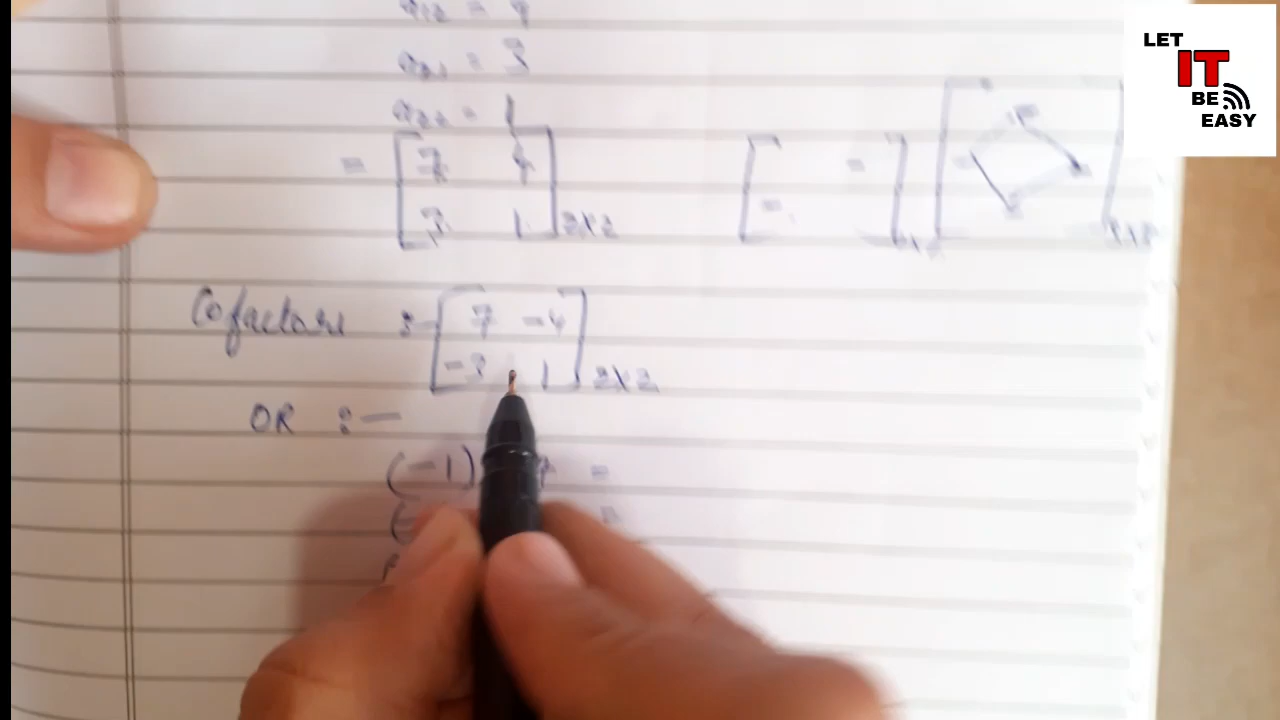 a12 = 4
a21 = 3
a22 = 1
= [ 7 4
3 1 ] 2x2
Cofactors :- [ 7 -4
-3 1 ] 2x2
OR :-
(-1) =
LET
IT
BE
EASY